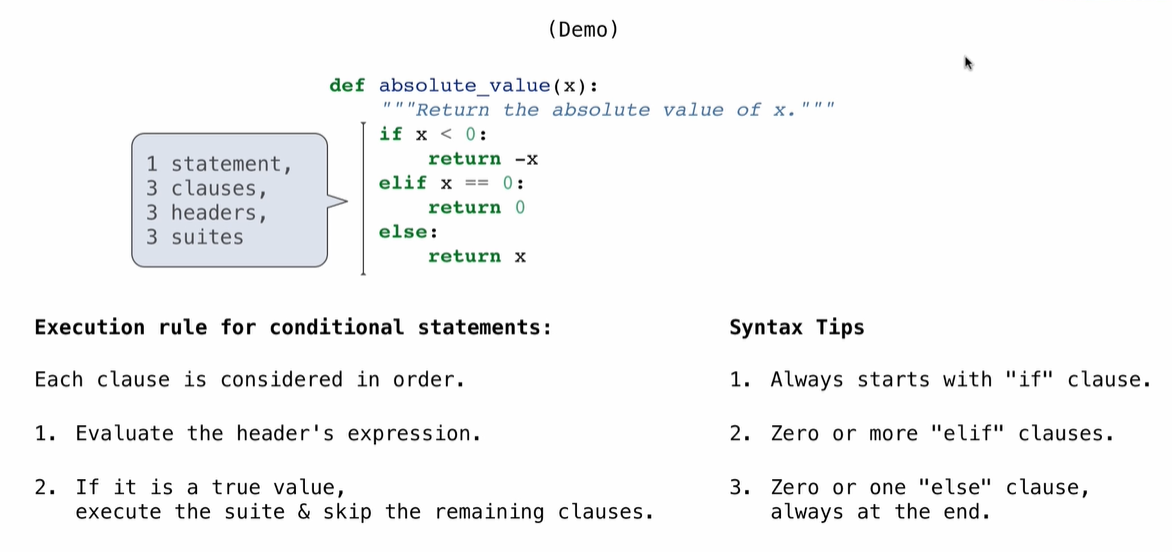 (Demo)
def absolute_value(x):
"""Return the absolute value of x."""
if x < 0:
return -x
elif x == 0:
return 0
else:
return x
1 statement,
3 clauses,
3 headers,
3 suites
Execution rule for conditional statements:
Each clause is considered in order.
1. Evaluate the header's expression.
2. If it is a true value,
execute the suite & skip the remaining clauses.
Syntax Tips
1. Always starts with "if" clause.
2. Zero or more "elif" clauses.
3. Zero or one "else" clause,
always at the end.